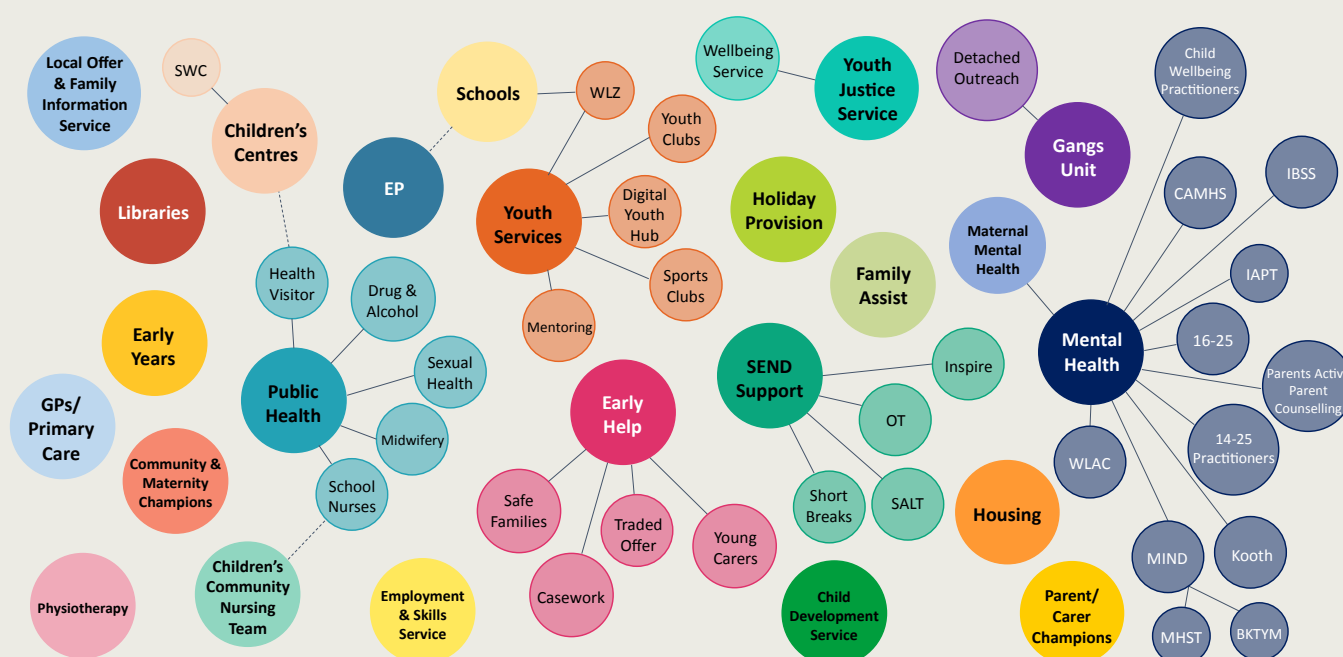 Local Offer
& Family
Information
Service
SWC
Children's
Centres
Schools
EP
WLZ
Youth
Clubs
Youth
Services
Digital
Youth
Hub
Sports
Clubs
Mentoring
Wellbeing
Service
Youth
Justice
Service
Detached
Outreach
Gangs
Unit
Child
Wellbeing
Practitioners
Libraries
Holiday
Provision
Maternal
Mental
Health
CAMHS
IBSS
Health
Visitor
Drug &
Alcohol
Family
Assist
IAPT
Early
Years
Public
Health
Sexual
Health
Midwifery
School
Nurses
SEND
Support
Inspire
OT
Short
Breaks
SALT
Mental
Health
16-25
Parents Activ
Parent
Counselling
14-25
Practitioners
WLAC
GPs/
Primary
Care
Community &
Maternity
Champions
Early
Help
Safe
Families
Traded
Offer
Young
Carers
Casework
Housing
MIND
Kooth
MHST
BKTYM
Physiotherapy
Children's
Community
Nursing
Team
Employment
& Skills
Service
Child
Development
Service
Parent/
Carer
Champions